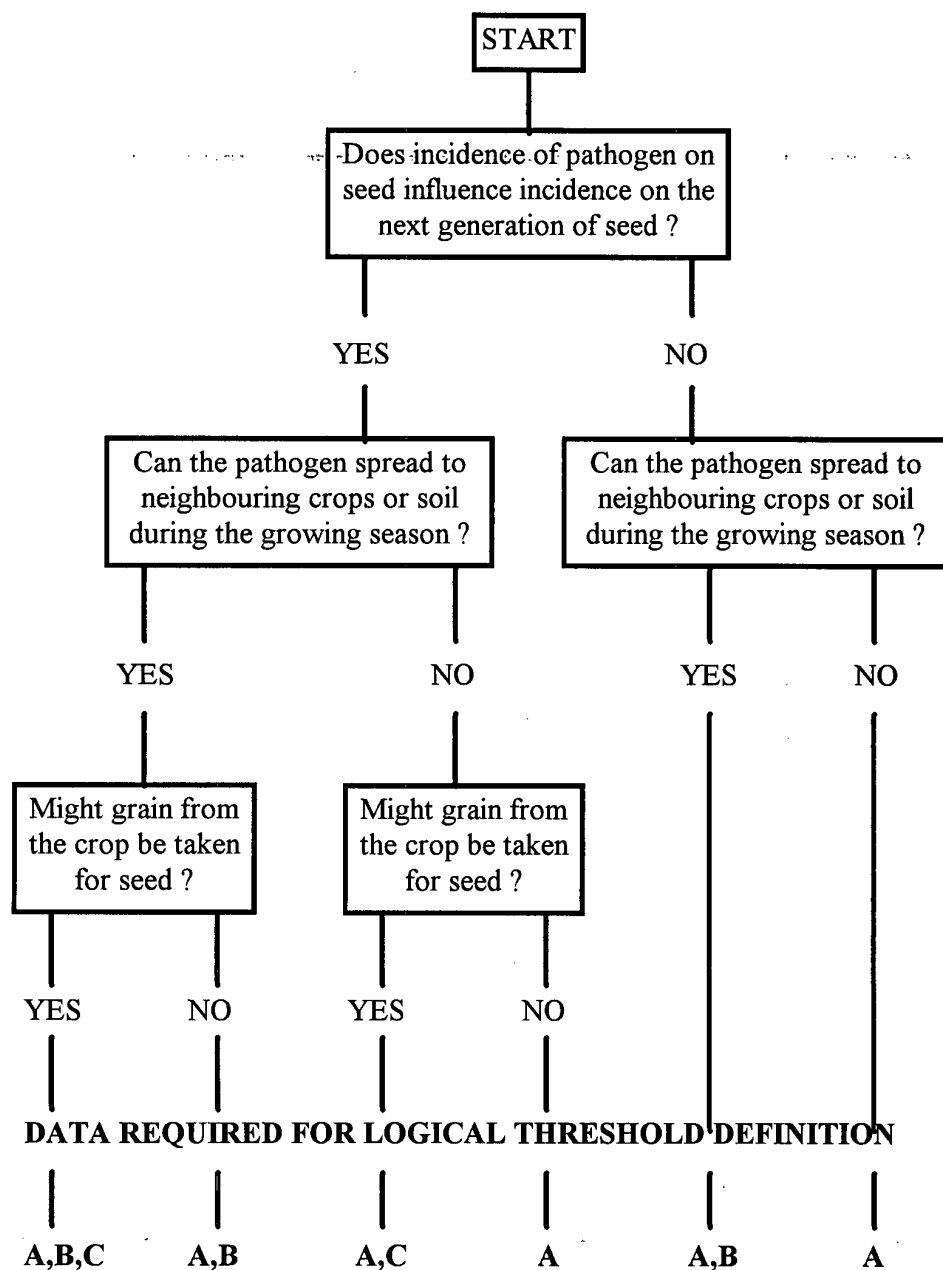 START
Does incidence of pathogen on
seed influence incidence on the
next generation of seed ?
YES
NO
Can the pathogen spread to
neighbouring crops or soil
during the growing season ?
Can the pathogen spread to
neighbouring crops or soil
during the growing season ?
YES
NO
YES
NO
Might grain from
the crop be taken
for seed ?
Might grain from
the crop be taken
for seed ?
YES
NO
YES
NO
DATA REQUIRED FOR LOGICAL THRESHOLD DEFINITION
A,B,C
A,B
A,C
A
A,B
A